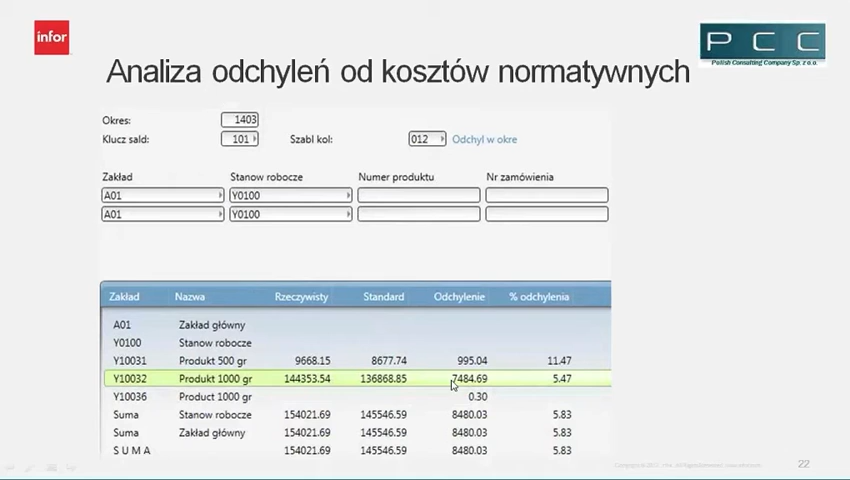 infor
PCC
Polish Consulting Company Sp. z o.o.
Analiza odchyleń od kosztów normatywnych
Okres: 1403
Klucz sald: 101 Szabl kol: 012 Odchyl w okre
Zakład Stanow robocze Numer produktu Nr zamówienia
A01 Y0100
A01 Y0100
Zakład Nazwa Rzeczywisty Standard Odchylenie % odchylenia
A01 Zakład główny
Y0100 Stanow robocze
Y10031 Produkt 500 gr 9668.15 8677.74 995.04 11.47
Y10032 Produkt 1000 gr 144353.54 136868.85 7484.69 5.47
Y10036 Product 1000 gr 0.30
Suma Stanow robocze 154021.69 145546.59 8480.03 5.83
Suma Zakład główny 154021.69 145546.59 8480.03 5.83
S U M A 154021.69 145546.59 8480.03 5.83
22